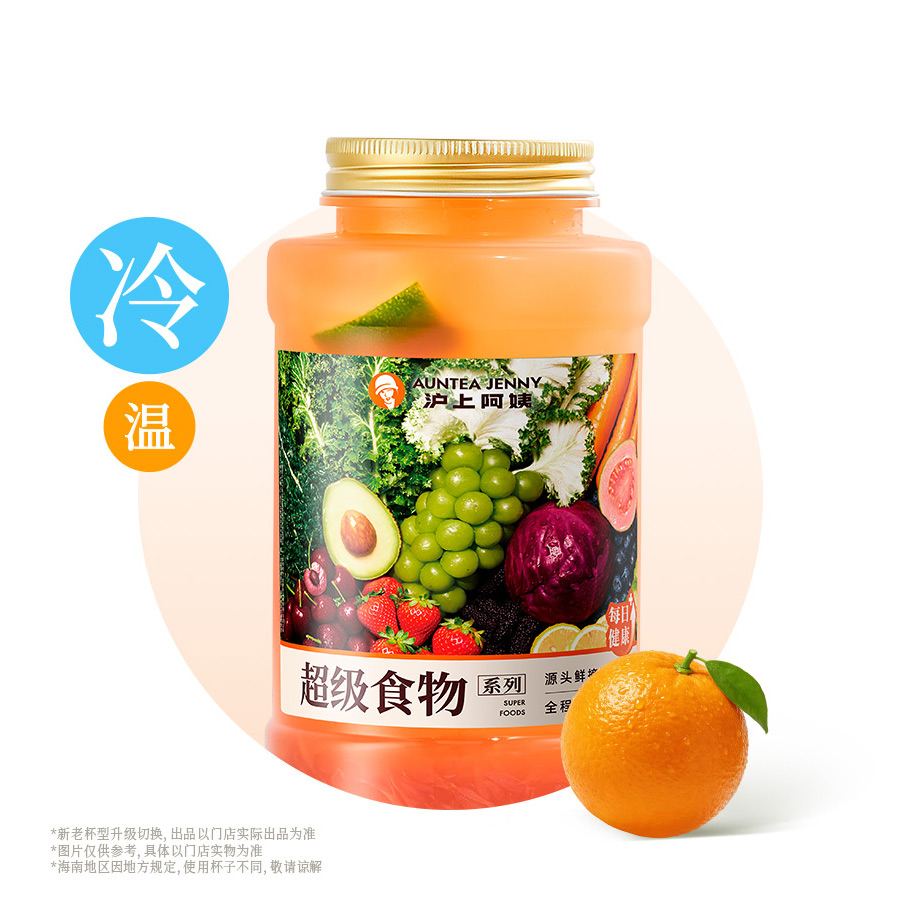 冷
温
AUNTEA JENNY
沪上阿姨
每日
健康
超级食物
系列
SUPER
FOODS
源头鲜
全程
*新老杯型升级切换, 出品以门店实际出品为准
*图片仅供参考, 具体以门店实物为准
*海南地区因地方规定, 使用杯子不同, 敬请谅解